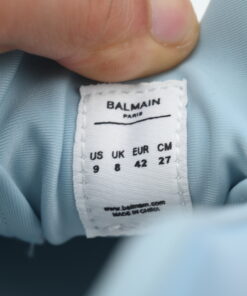 BALMAIN
PARIS
US UK EUR CM
9 8 42 27
www.balmain.com
MADE IN CHINA